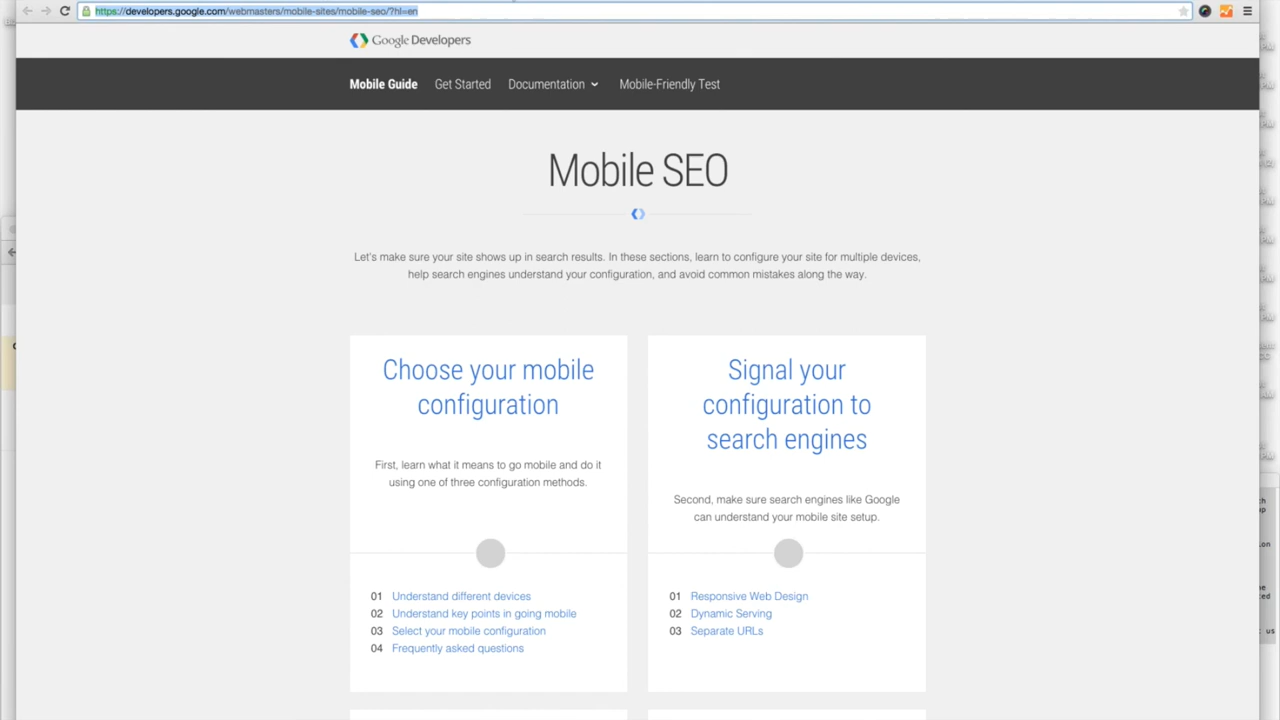 https://developers.google.com/webmasters/mobile-sites/mobile-seo/?hl=en
Google Developers
Mobile Guide Get Started Documentation Mobile-Friendly Test
Mobile SEO
Let's make sure your site shows up in search results. In these sections, learn to configure your site for multiple devices,
help search engines understand your configuration, and avoid common mistakes along the way.
Choose your mobile
configuration
First, learn what it means to go mobile and do it
using one of three configuration methods.
01 Understand different devices
02 Understand key points in going mobile
03 Select your mobile configuration
04 Frequently asked questions
Signal your
configuration to
search engines
Second, make sure search engines like Google
can understand your mobile site setup.
01 Responsive Web Design
02 Dynamic Serving
03 Separate URLs